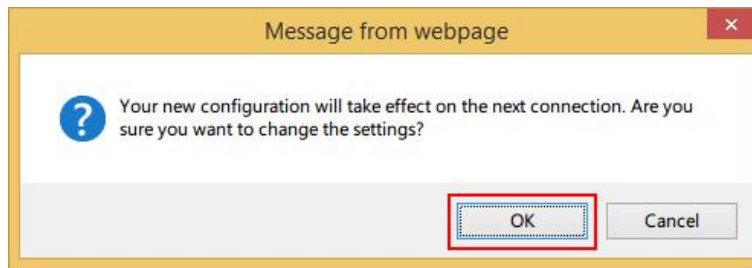 Message from webpage
Your new configuration will take effect on the next connection. Are you
sure you want to change the settings?
OK
Cancel